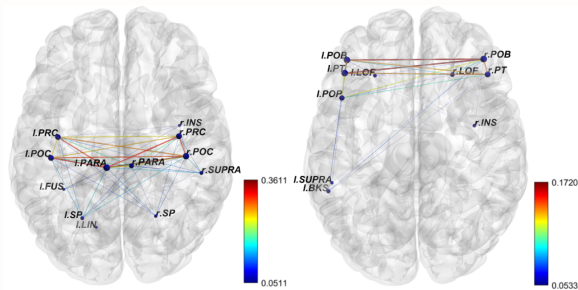 r.INS
l.PRC
r.PRC
l.POC
r.POC
l.PARA
r.PARA
r.SUPRA
l.FUS
l.SP
r.SP
l.LIN
0.3611
0.0511
l.POB
r.POB
l.PT
l.LOF
r.LOF
r.PT
l.POP
r.INS
l.SUPRA
l.BKS
0.1720
0.0533